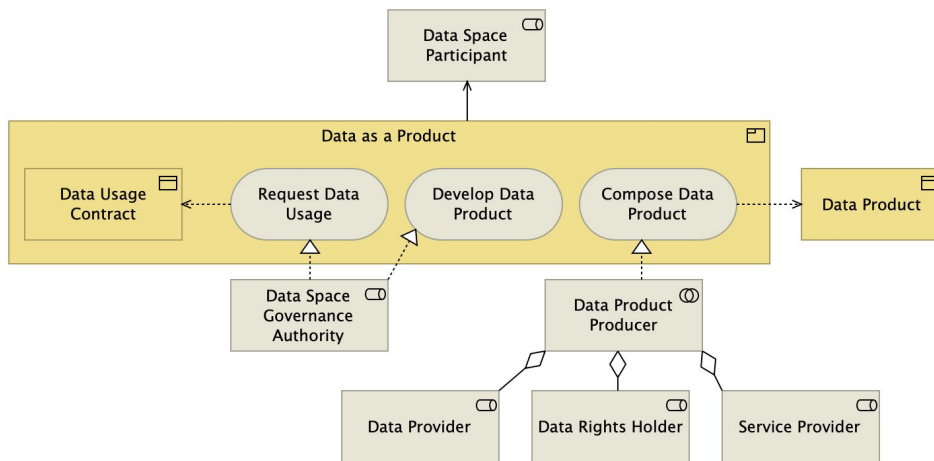 Data Space
Participant
Data as a Product
Data Usage
Contract
Request Data
Usage
Develop Data
Product
Compose Data
Product
Data Product
Data Space
Governance
Authority
Data Product
Producer
Data Provider
Data Rights Holder
Service Provider